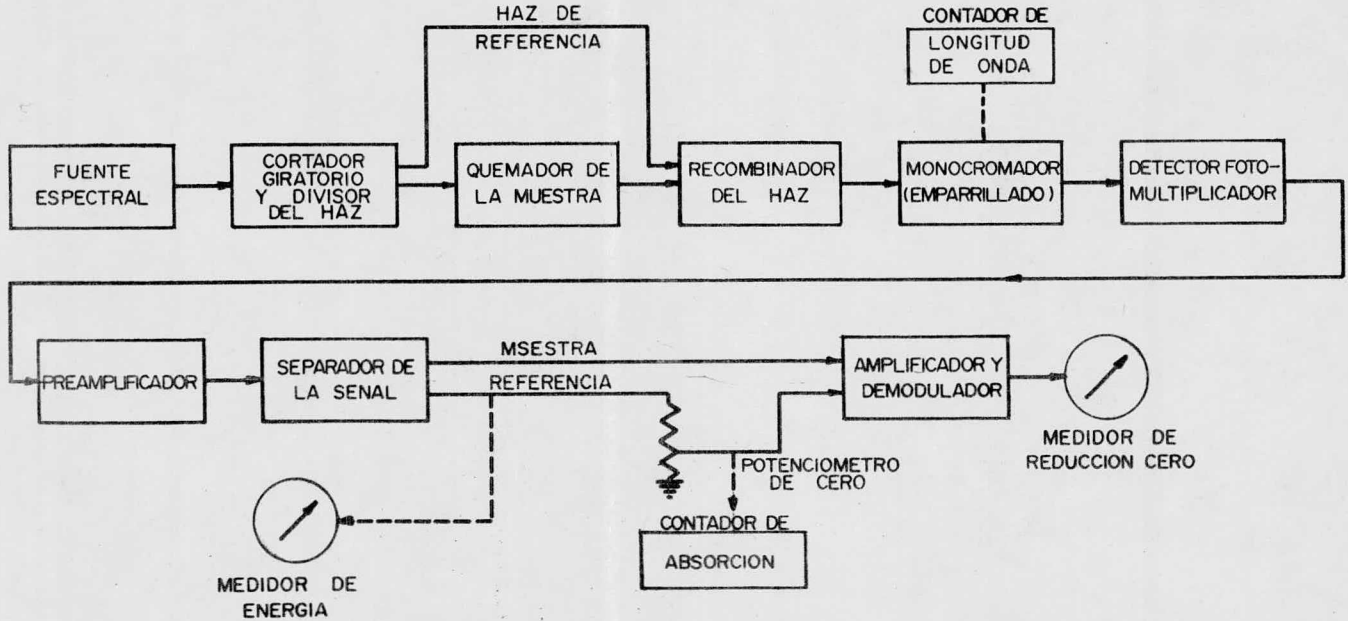 HAZ DE
REFERENCIA
CONTADOR DE
LONGITUD
DE ONDA
FUENTE
ESPECTRAL
CORTADOR
GIRATORIO
Y DIVISOR
DEL HAZ
QUEMADOR DE
LA MUESTRA
RECOMBINADOR
DEL HAZ
MONOCROMADOR
(EMPARRILLADO)
DETECTOR FOTO-
MULTIPLICADOR
PREAMPLIFICADOR
SEPARADOR DE
LA SENAL
MSESTRA
REFERENCIA
AMPLIFICADOR Y
DEMODULADOR
MEDIDOR DE
REDUCCION CERO
POTENCIOMETRO
DE CERO
CONTADOR DE
ABSORCION
MEDIDOR DE
ENERGIA